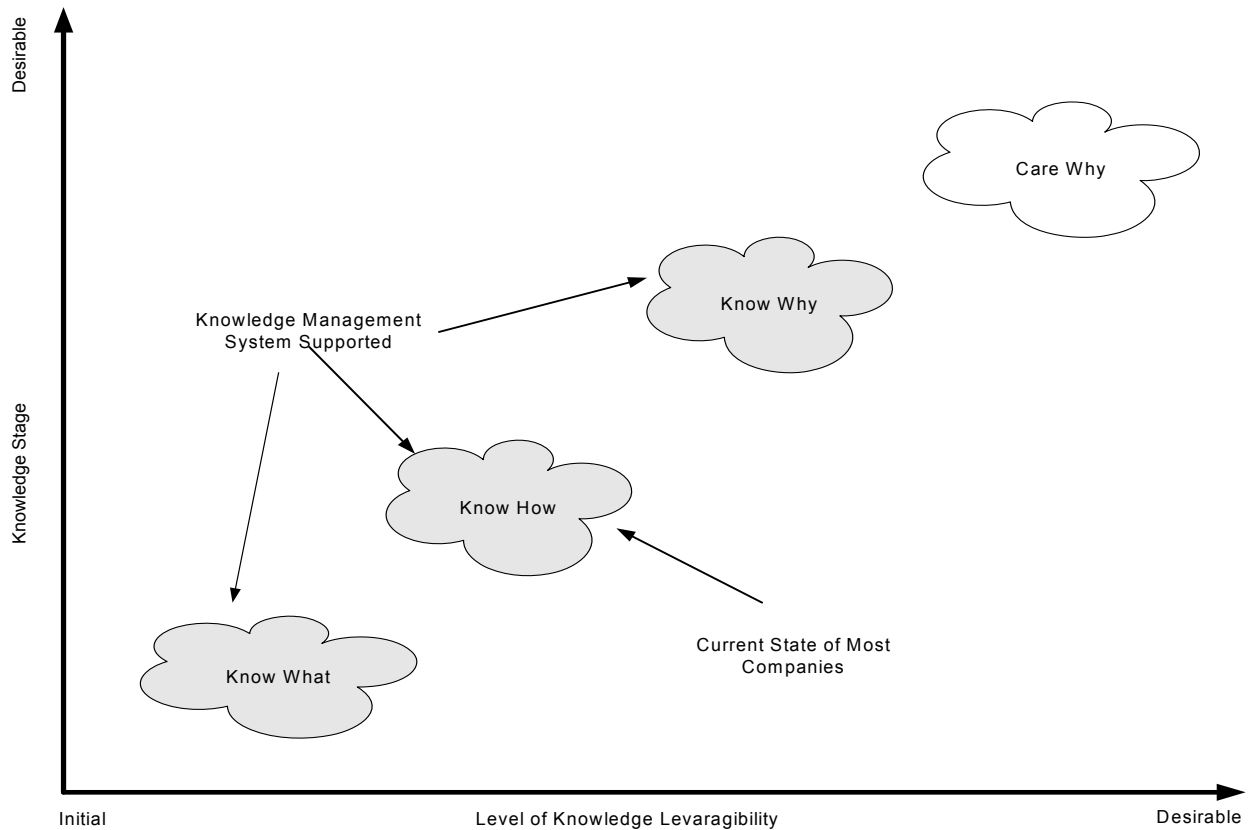 Desirable
Care Why
Know Why
Knowledge Management
System Supported
Knowledge Stage
Know How
Current State of Most
Companies
Know What
Initial
Level of Knowledge Levaragibility
Desirable